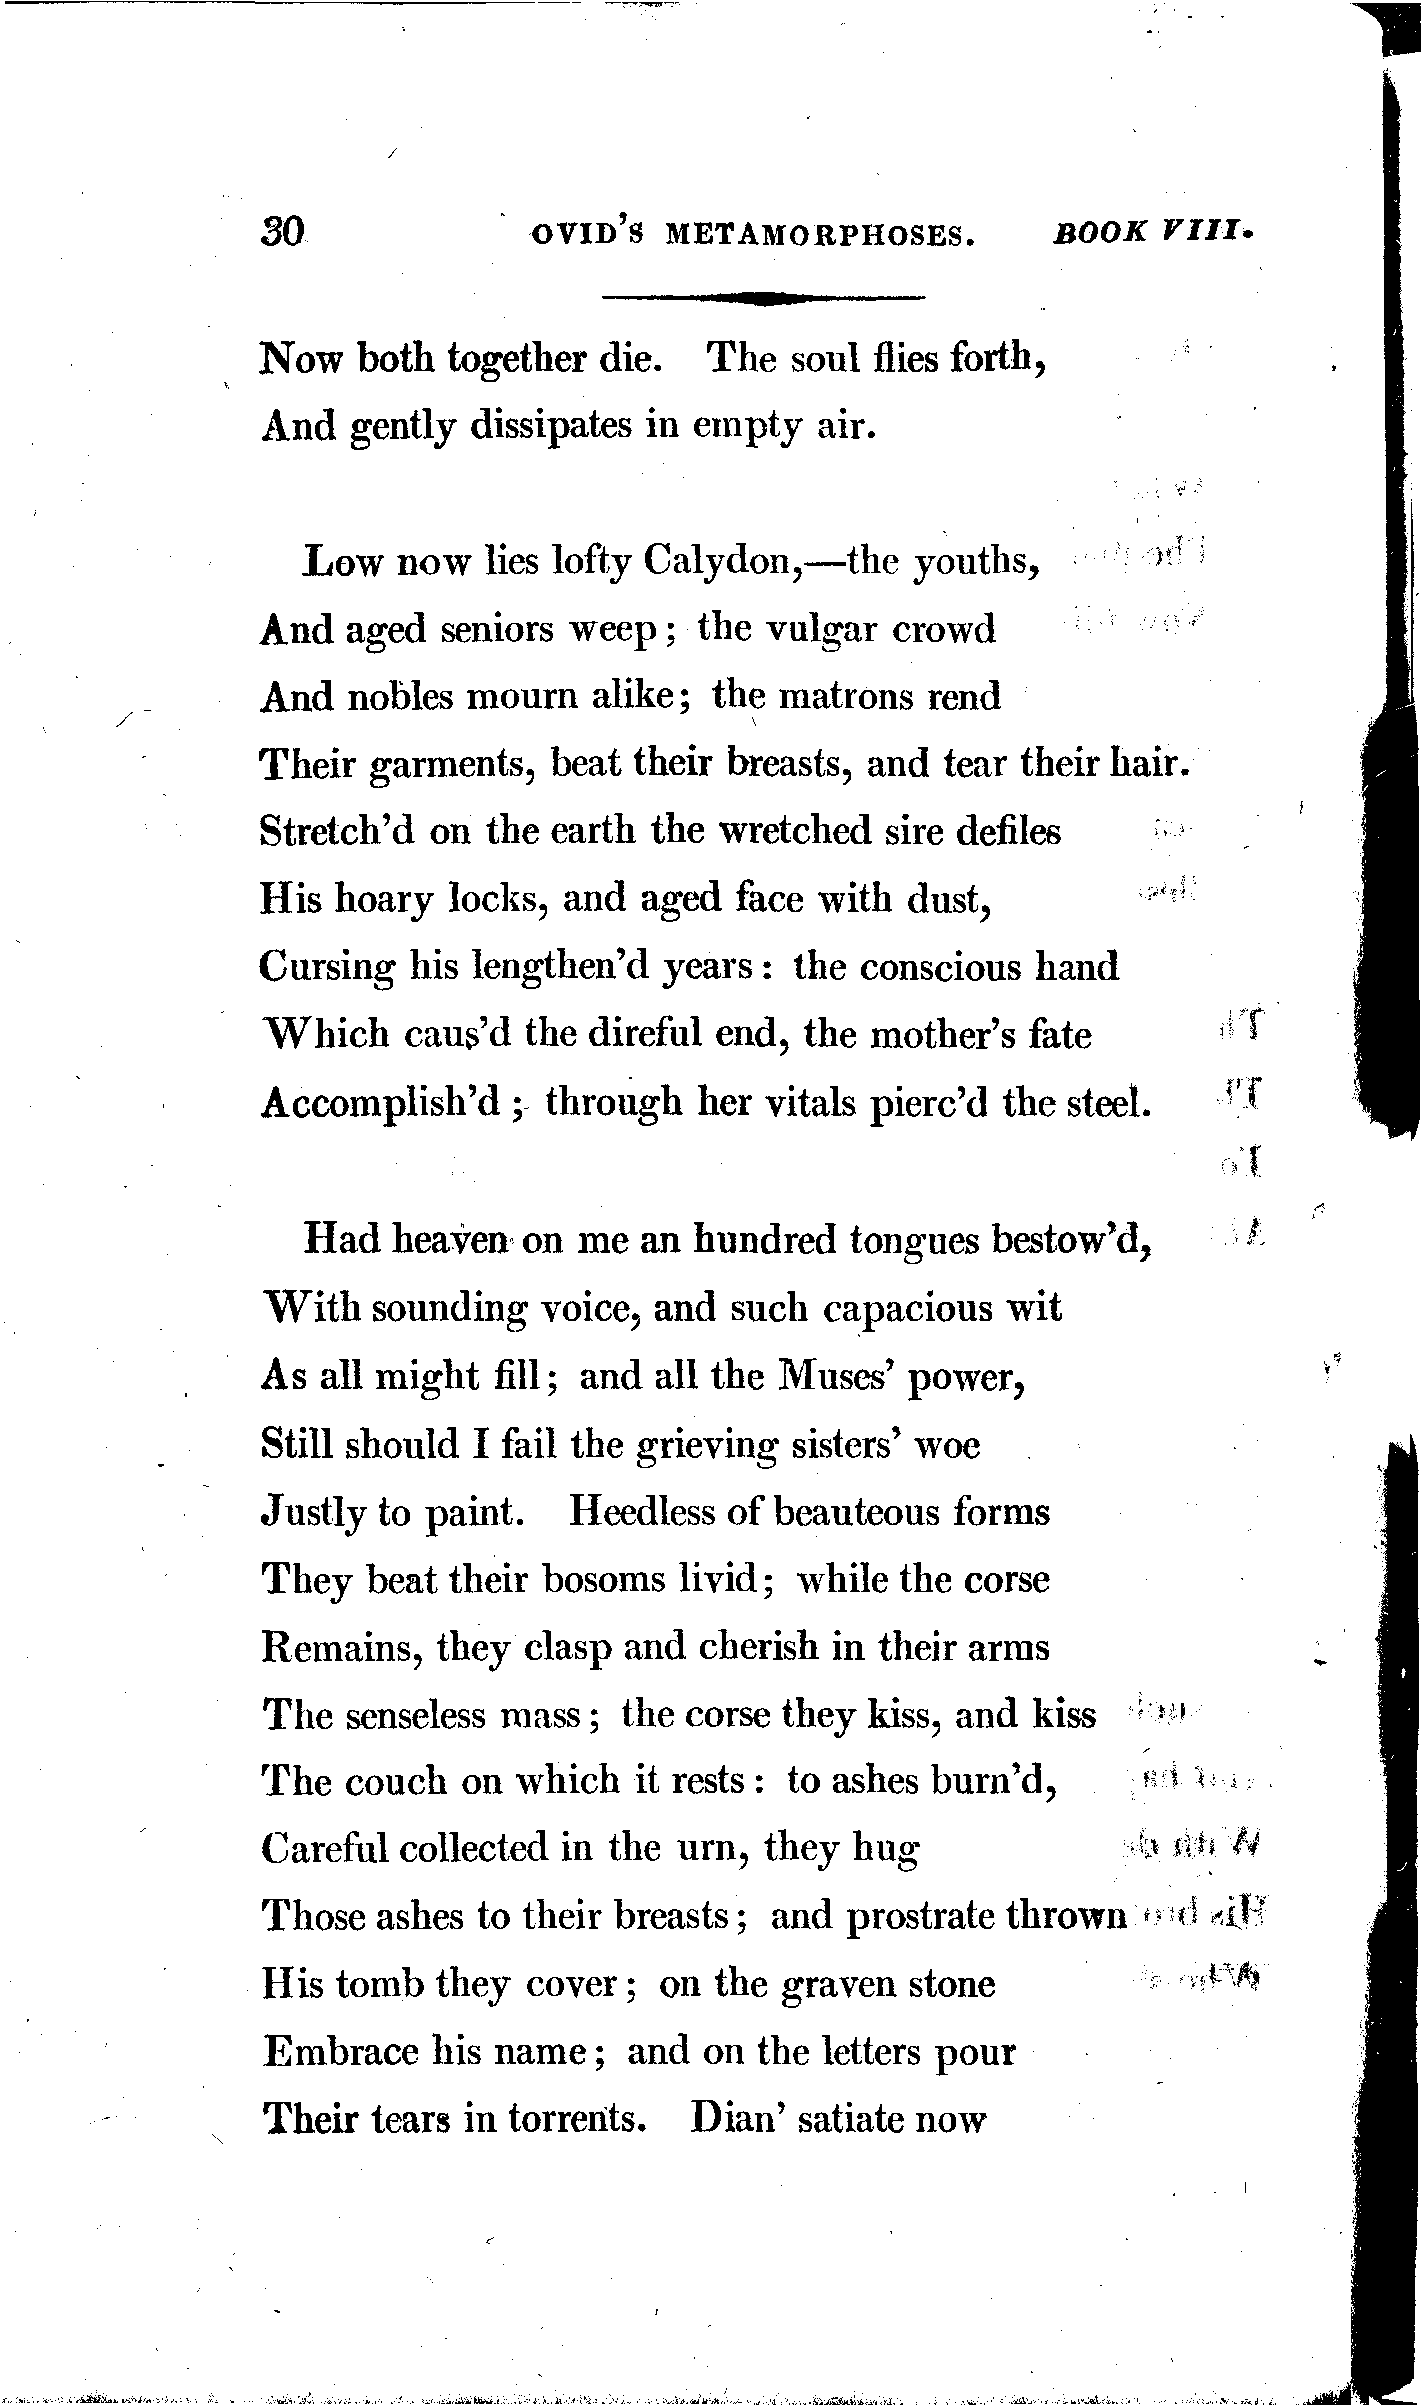 30 OVID'S METAMORPHOSES. BOOK VIII.
Now both together die. The soul flies forth,
And gently dissipates in empty air.
Low now lies lofty Calydon,—the youths,
And aged seniors weep; the vulgar crowd
And nobles mourn alike; the matrons rend
Their garments, beat their breasts, and tear their hair.
Stretch'd on the earth the wretched sire defiles
His hoary locks, and aged face with dust,
Cursing his lengthen'd years: the conscious hand
Which caus'd the direful end, the mother's fate
Accomplish'd; through her vitals pierc'd the steel.
Had heaven on me an hundred tongues bestow'd,
With sounding voice, and such capacious wit
As all might fill; and all the Muses' power,
Still should I fail the grieving sisters' woe
Justly to paint. Heedless of beauteous forms
They beat their bosoms livid; while the corse
Remains, they clasp and cherish in their arms
The senseless mass; the corse they kiss, and kiss
The couch on which it rests: to ashes burn'd,
Careful collected in the urn, they hug
Those ashes to their breasts; and prostrate thrown
His tomb they cover; on the graven stone
Embrace his name; and on the letters pour
Their tears in torrents. Dian' satiate now